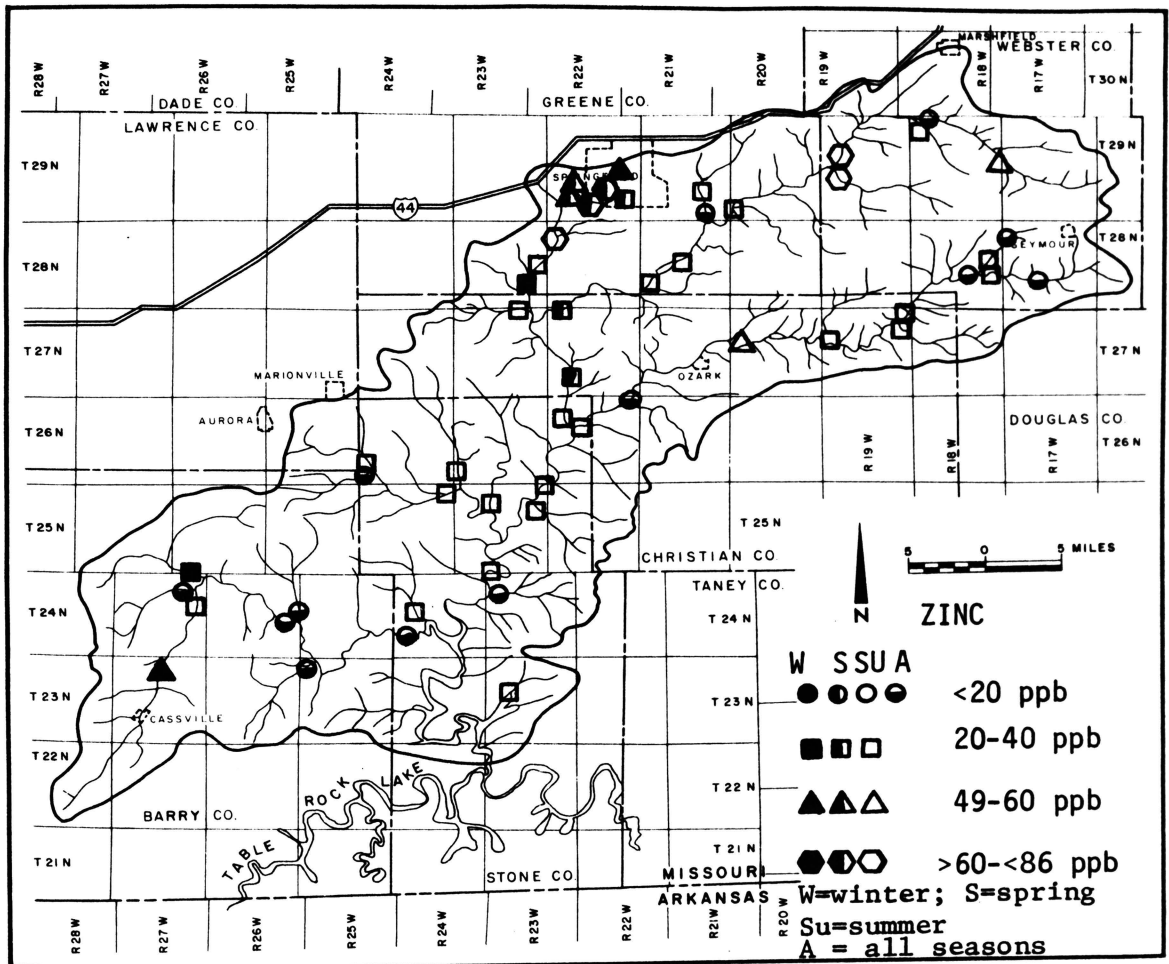 MARSHFIELD
WEBSTER CO.
R28W R27W R26W R25W R24W R23W R22W R21W R20W R19W R18W R17W
T30N
DADE CO.
GREENE CO.
LAWRENCE CO.
T29N
T29N
44
T28N
SEYMOUR
T28N
T27N
T27N
MARIONVILLE
OZARK
AURORA
DOUGLAS CO.
T26N
R19W R18W R17W
T26N
T25N
T25N
CHRISTIAN CO.
5 0 5 MILES
TANEY CO.
T24N
T24N
N
ZINC
W S SU A
<20 ppb
T23N
T23N
CASSVILLE
20-40 ppb
T22N
T22N
49-60 ppb
BARRY CO.
TABLE ROCK LAKE
T21N
T21N
>60-<86 ppb
STONE CO.
MISSOURI
ARKANSAS
W=winter; S=spring
Su=summer
A = all seasons
R28W R27W R26W R25W R24W R23W R22W R21W R20W